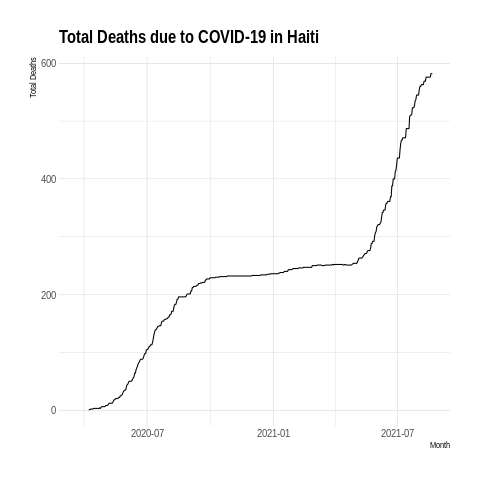 Total Deaths due to COVID-19 in Haiti
Total Deaths
600
400
200
0
2020-07
2021-01
2021-07
Month